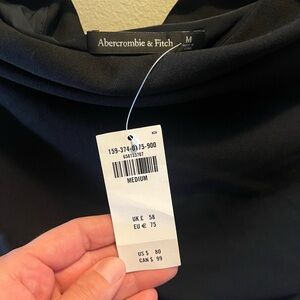 Abercrombie & Fitch
M
159-374-0175-900
MEDIUM
UK £ 58
EU € 75
US $ 80
CAN $ 99